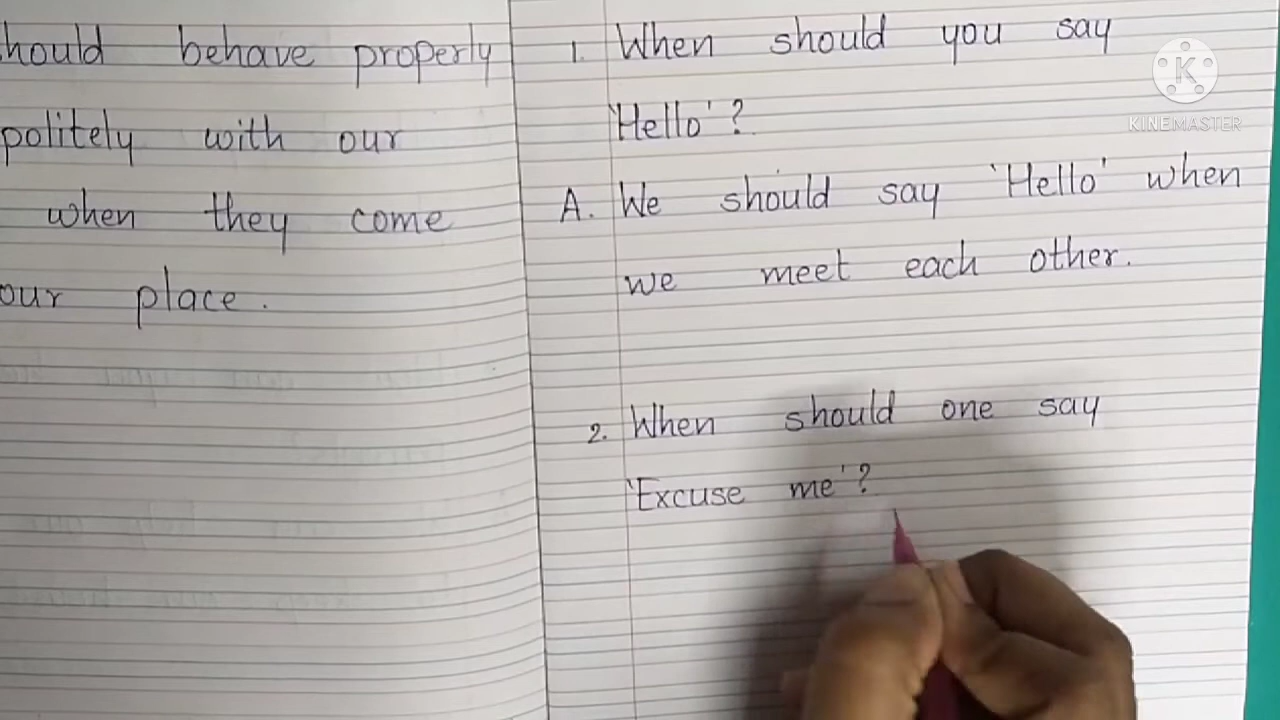 hould behave properly
politely with our
when they come
our place.
1. When should you say
'Hello'?
A. We should say 'Hello' when
we meet each other.
2. When should one say
'Excuse me'?
KINEMASTER